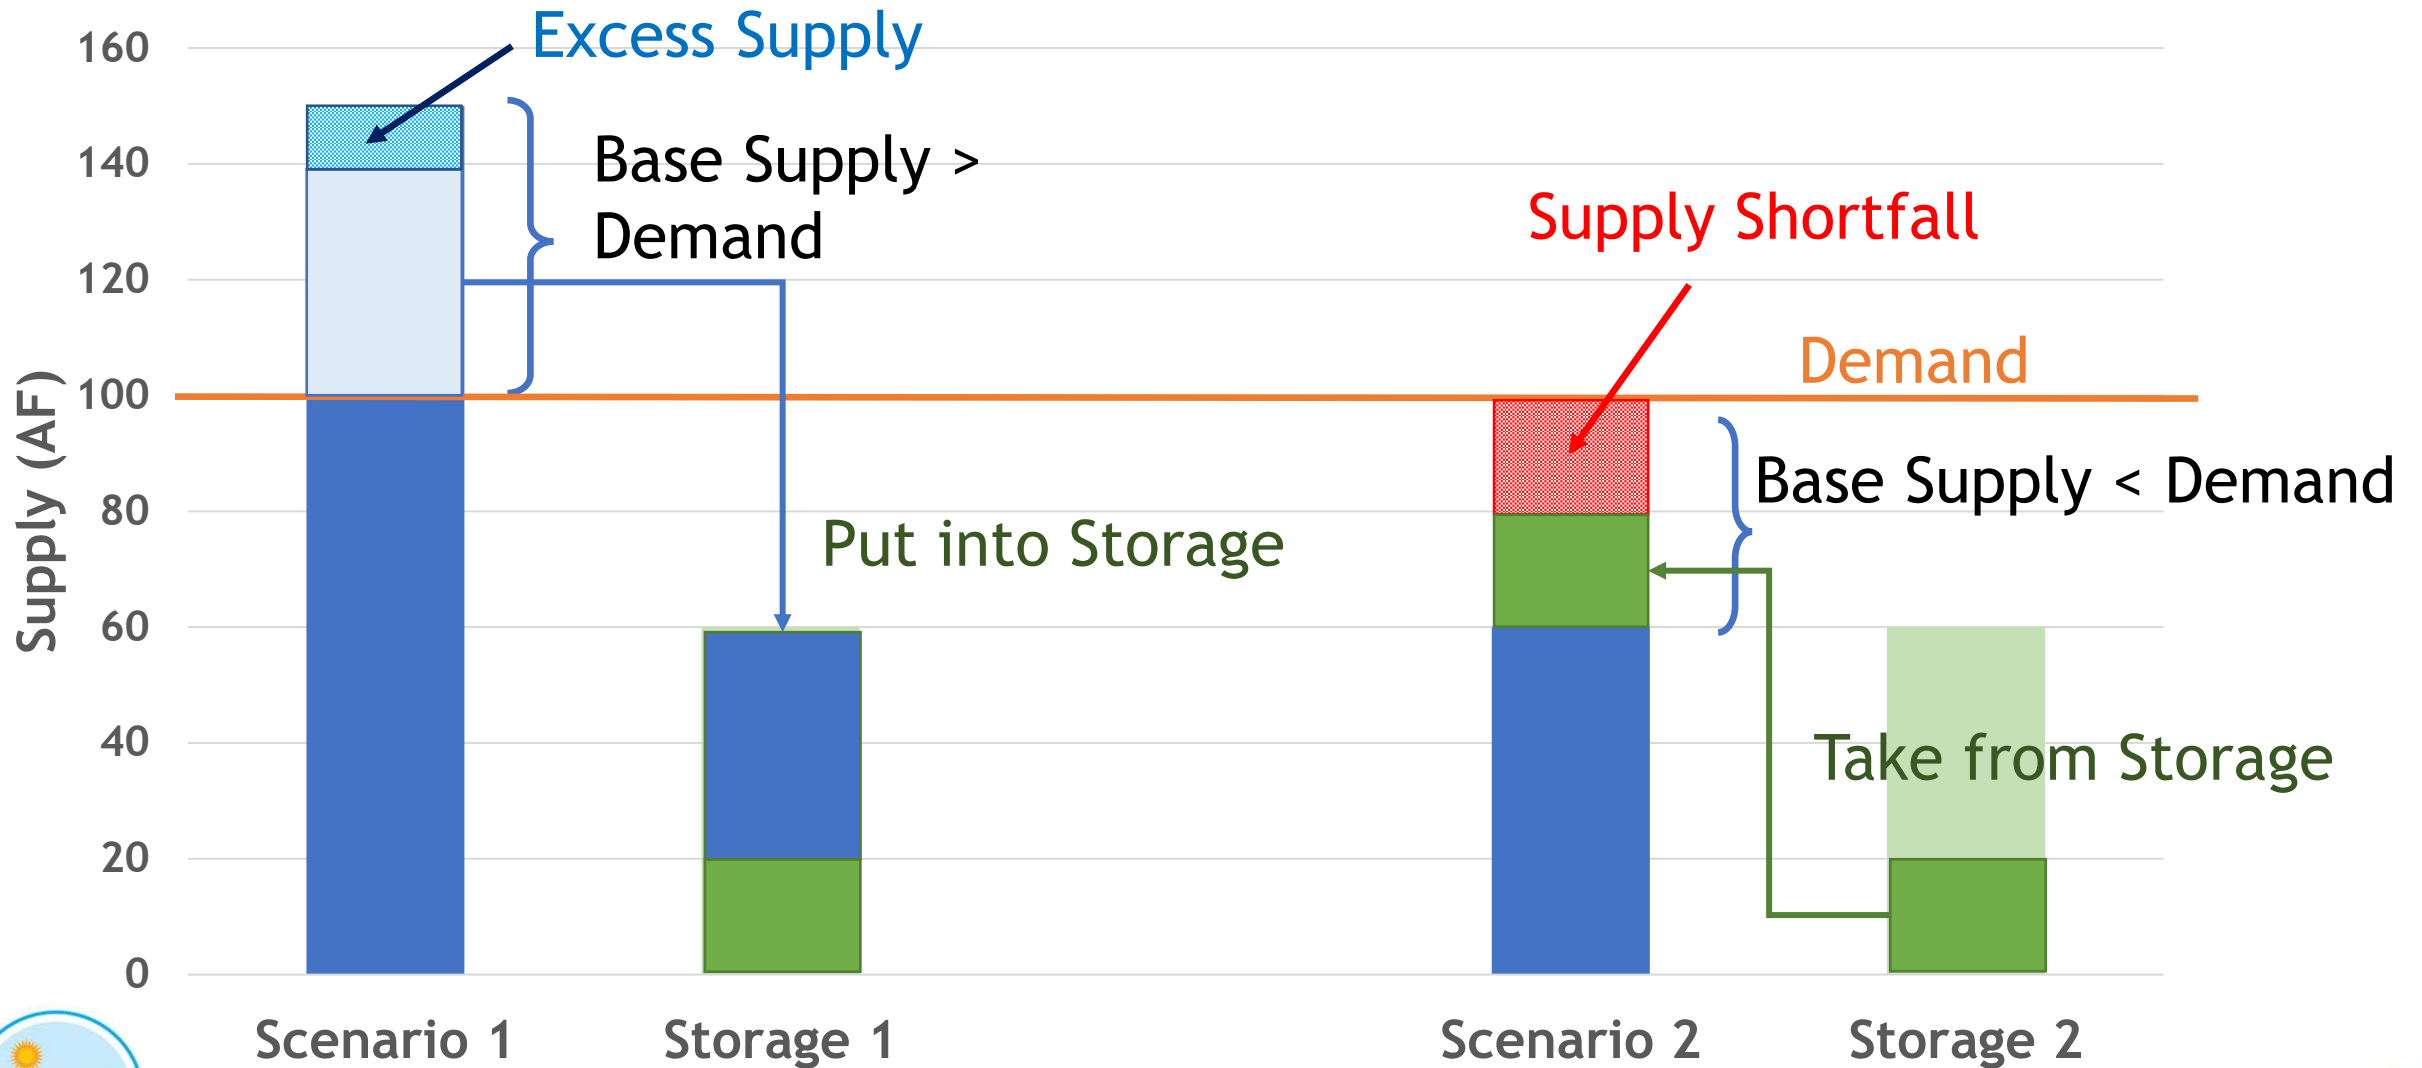 Excess Supply
160
140
120
100
80
60
40
20
0
Supply (AF)
Base Supply >
Demand
Supply Shortfall
Demand
Base Supply < Demand
Put into Storage
Take from Storage
Scenario 1
Storage 1
Scenario 2
Storage 2